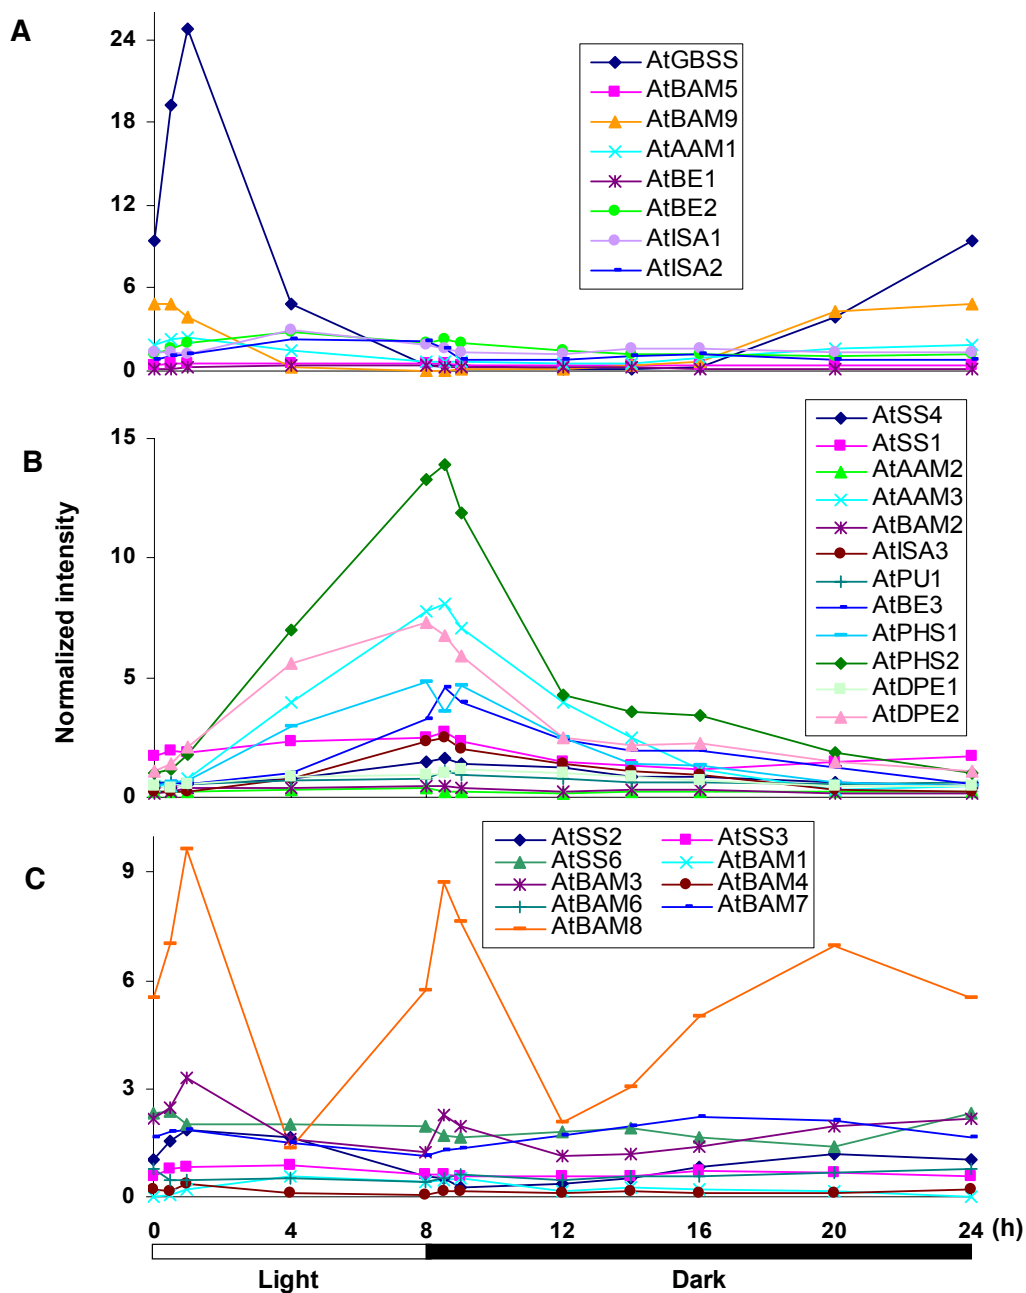 A
24
18
12
6
0
AtGBSS
AtBAM5
AtBAM9
AtAAM1
AtBE1
AtBE2
AtISA1
AtISA2
B
15
10
5
0
Normalized intensity
AtSS4
AtSS1
AtAAM2
AtAAM3
AtBAM2
AtISA3
AtPU1
AtBE3
AtPHS1
AtPHS2
AtDPE1
AtDPE2
C
9
6
3
0
AtSS2 AtSS3
AtSS6 AtBAM1
AtBAM3 AtBAM4
AtBAM6 AtBAM7
AtBAM8
0 4 8 12 16 20 24 (h)
Light Dark